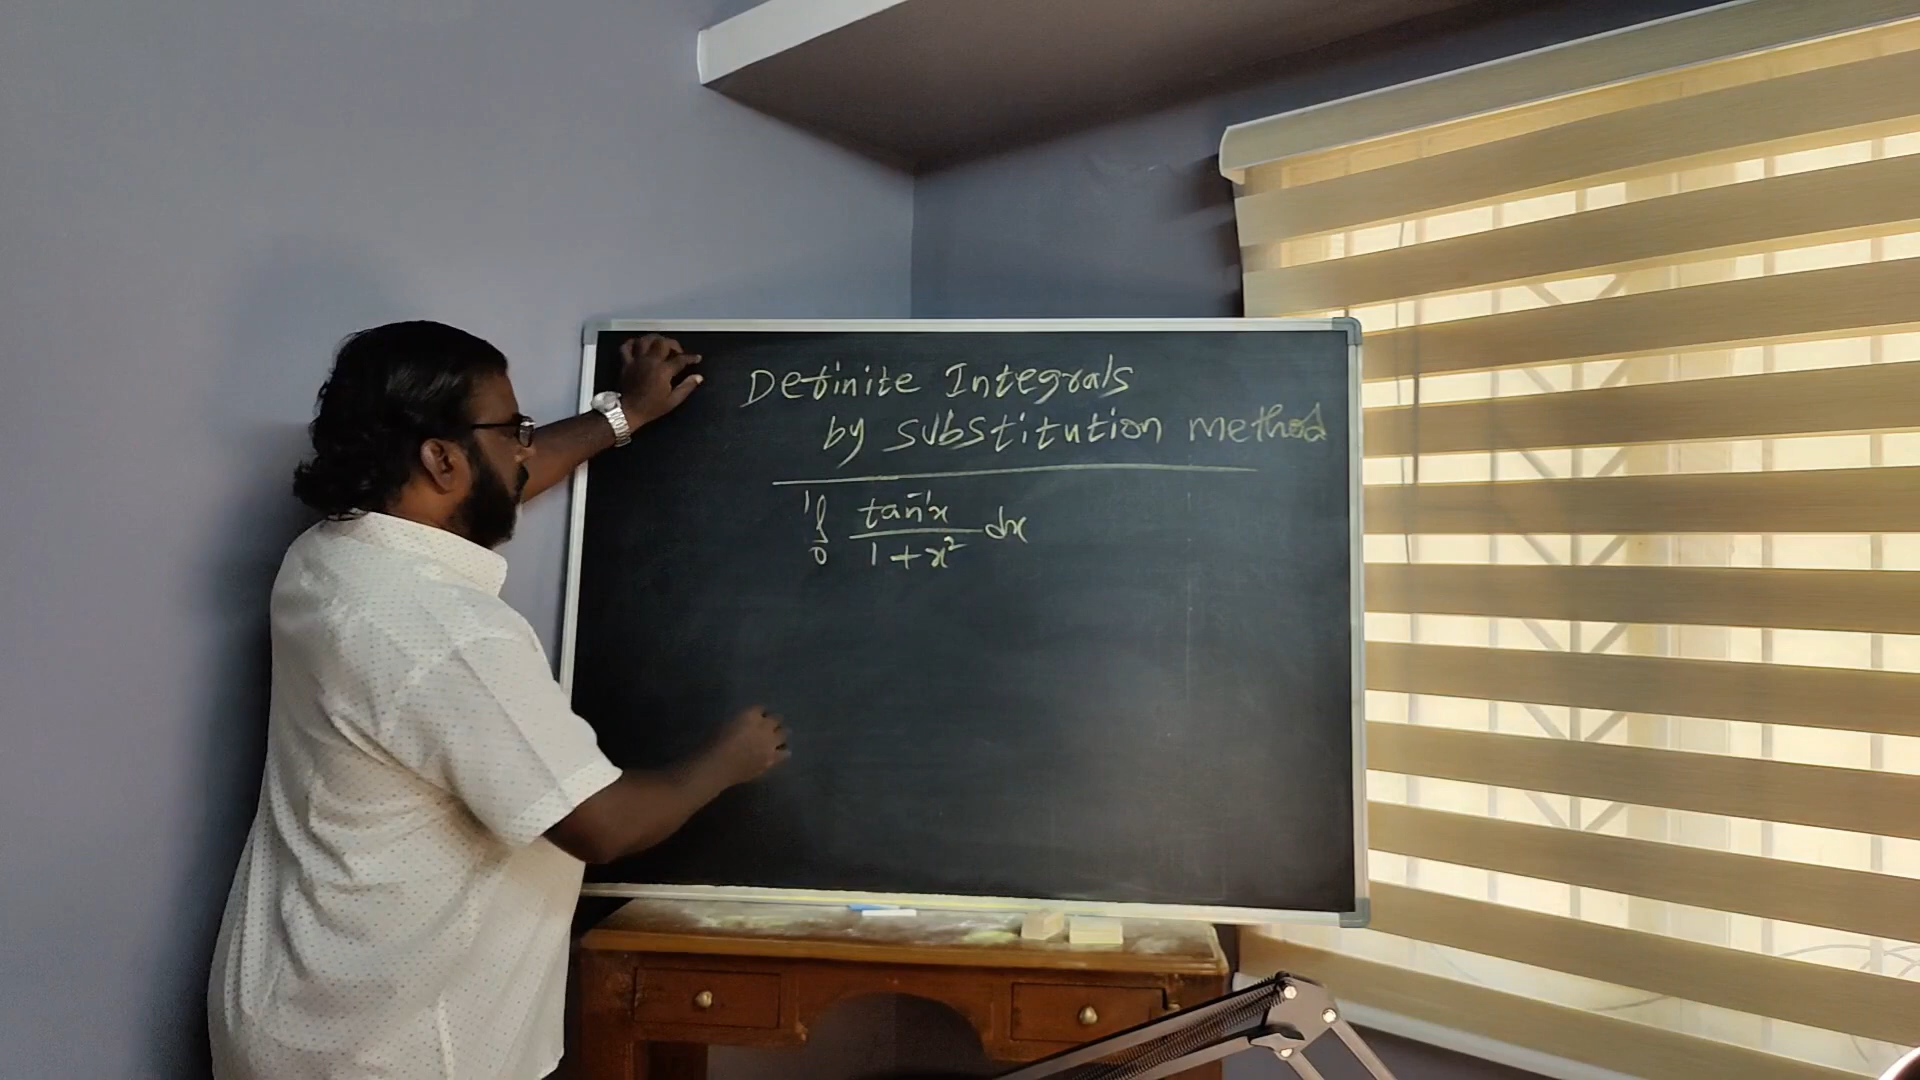 Definite Integrals
by substitution method
∫₀¹ tan⁻¹x / 1+x² dx